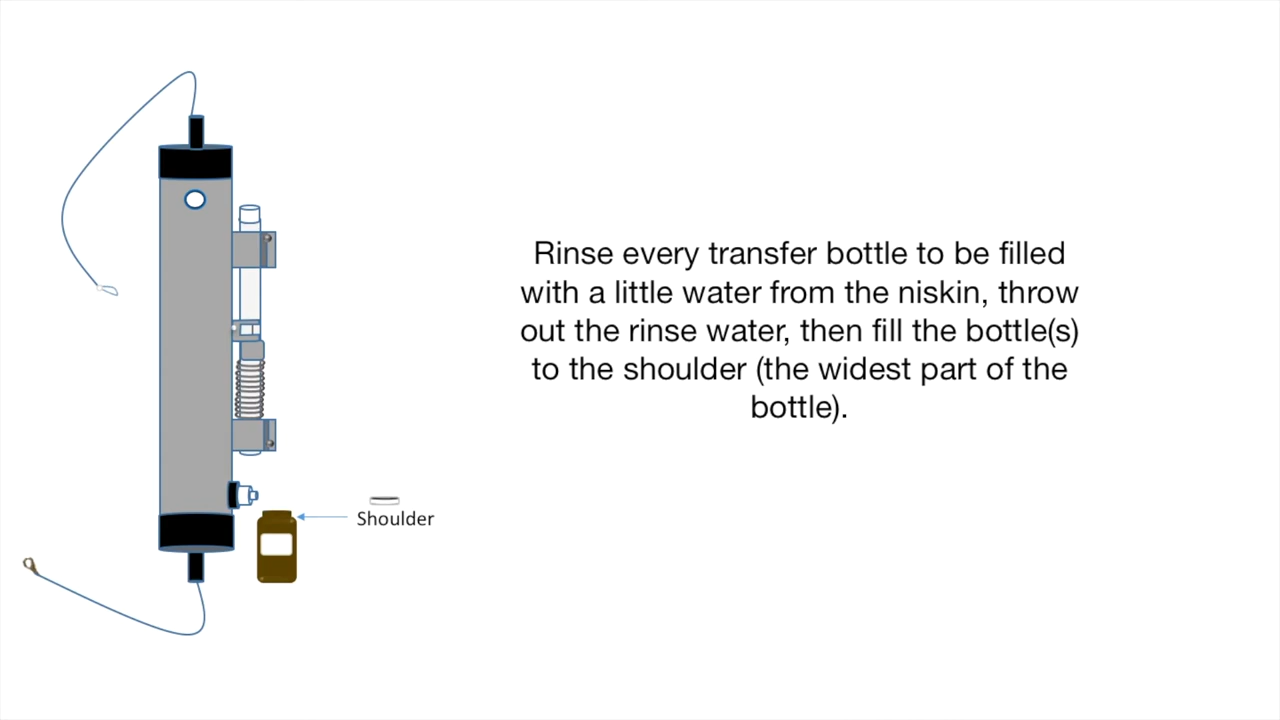 Rinse every transfer bottle to be filled
with a little water from the niskin, throw
out the rinse water, then fill the bottle(s)
to the shoulder (the widest part of the
bottle).
Shoulder